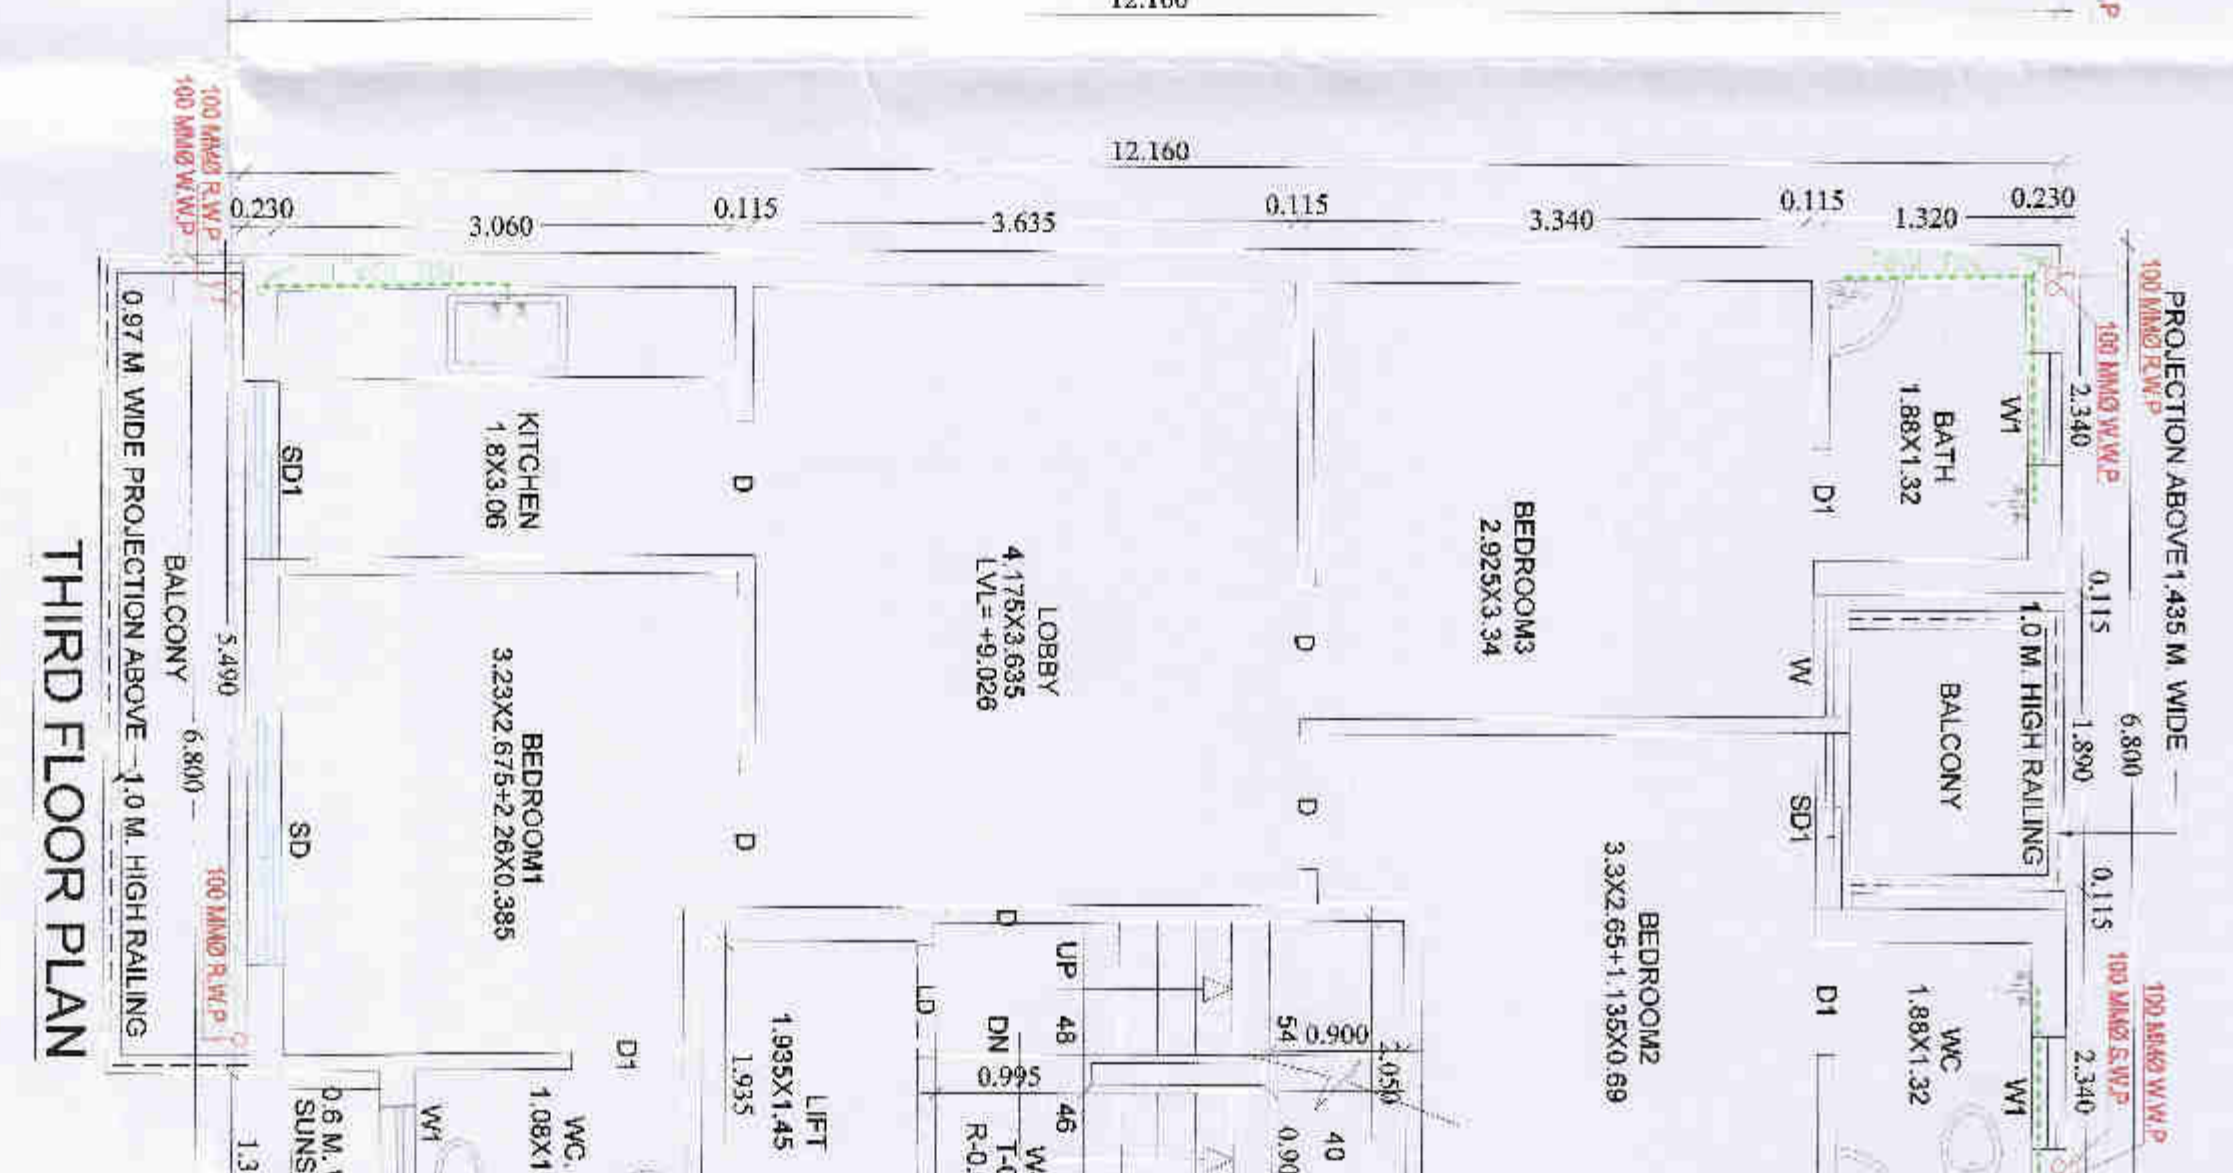 12.160
12.160
0.230
3.060
0.115
3.635
0.115
3.340
0.115
1.320
0.230
100 MMØ R.W.P
100 MMØ W.W.P
100 MMØ R.W.P
100 MMØ W.W.P
PROJECTION ABOVE 1.435 M. WIDE
2.340
0.115
1.890
6.800
0.115
2.340
100 MMØ S.W.P
100 MMØ W.W.P
BATH
1.88X1.32
W1
D1
1.0 M. HIGH RAILING
BALCONY
W
SD1
WC
1.88X1.32
D1
W1
BEDROOM3
2.925X3.34
D
D
BEDROOM2
3.3X2.65+1.135X0.69
LOBBY
4.175X3.635
LVL= +9.026
KITCHEN
1.8X3.06
D
SD1
BEDROOM1
3.23X2.675+2.26X0.385
D
SD
D1
D
UP
48
46
DN
0.995
LD
54
0.900
2.050
40
LIFT
1.935X1.45
1.935
W1
0.6 M.
5.490
6.800
BALCONY
100 MMØ R.W.P
0.97 M. WIDE PROJECTION ABOVE
1.0 M. HIGH RAILING
THIRD FLOOR PLAN